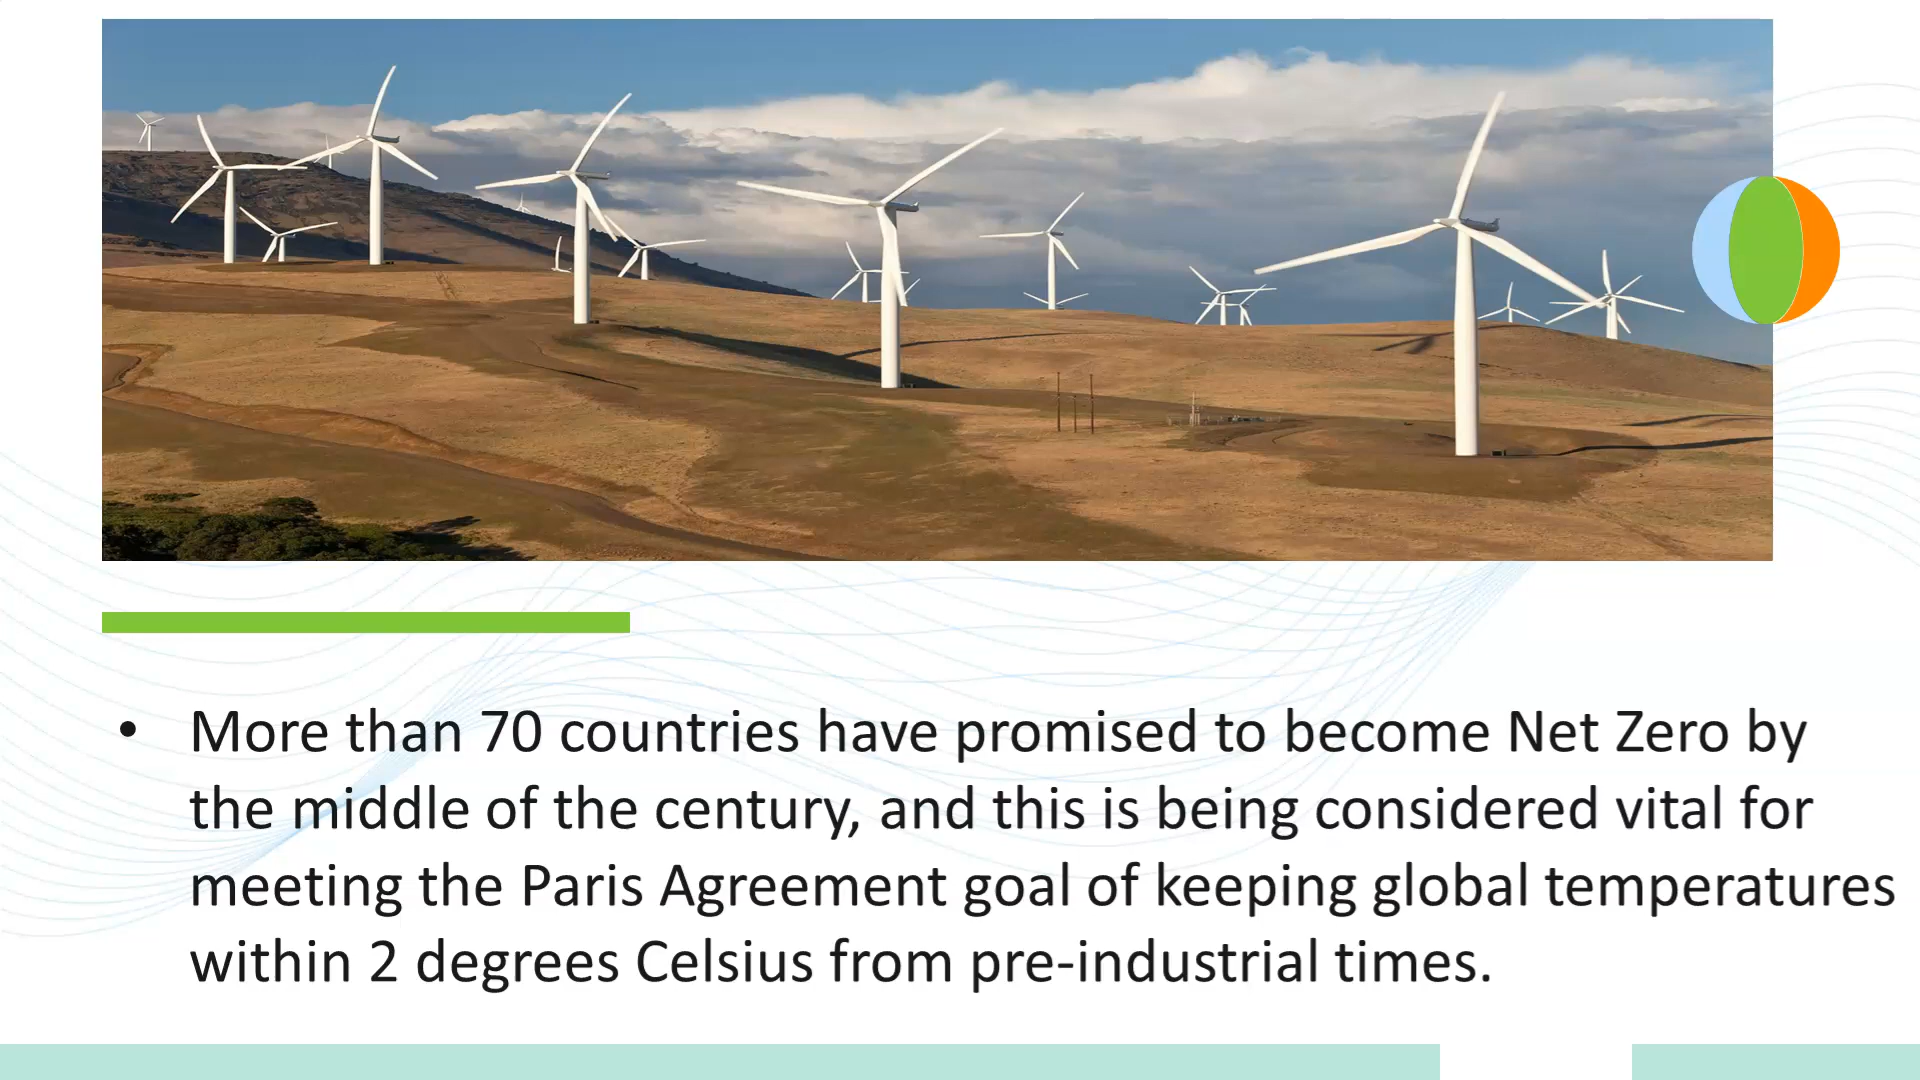 • More than 70 countries have promised to become Net Zero by
the middle of the century, and this is being considered vital for
meeting the Paris Agreement goal of keeping global temperatures
within 2 degrees Celsius from pre-industrial times.